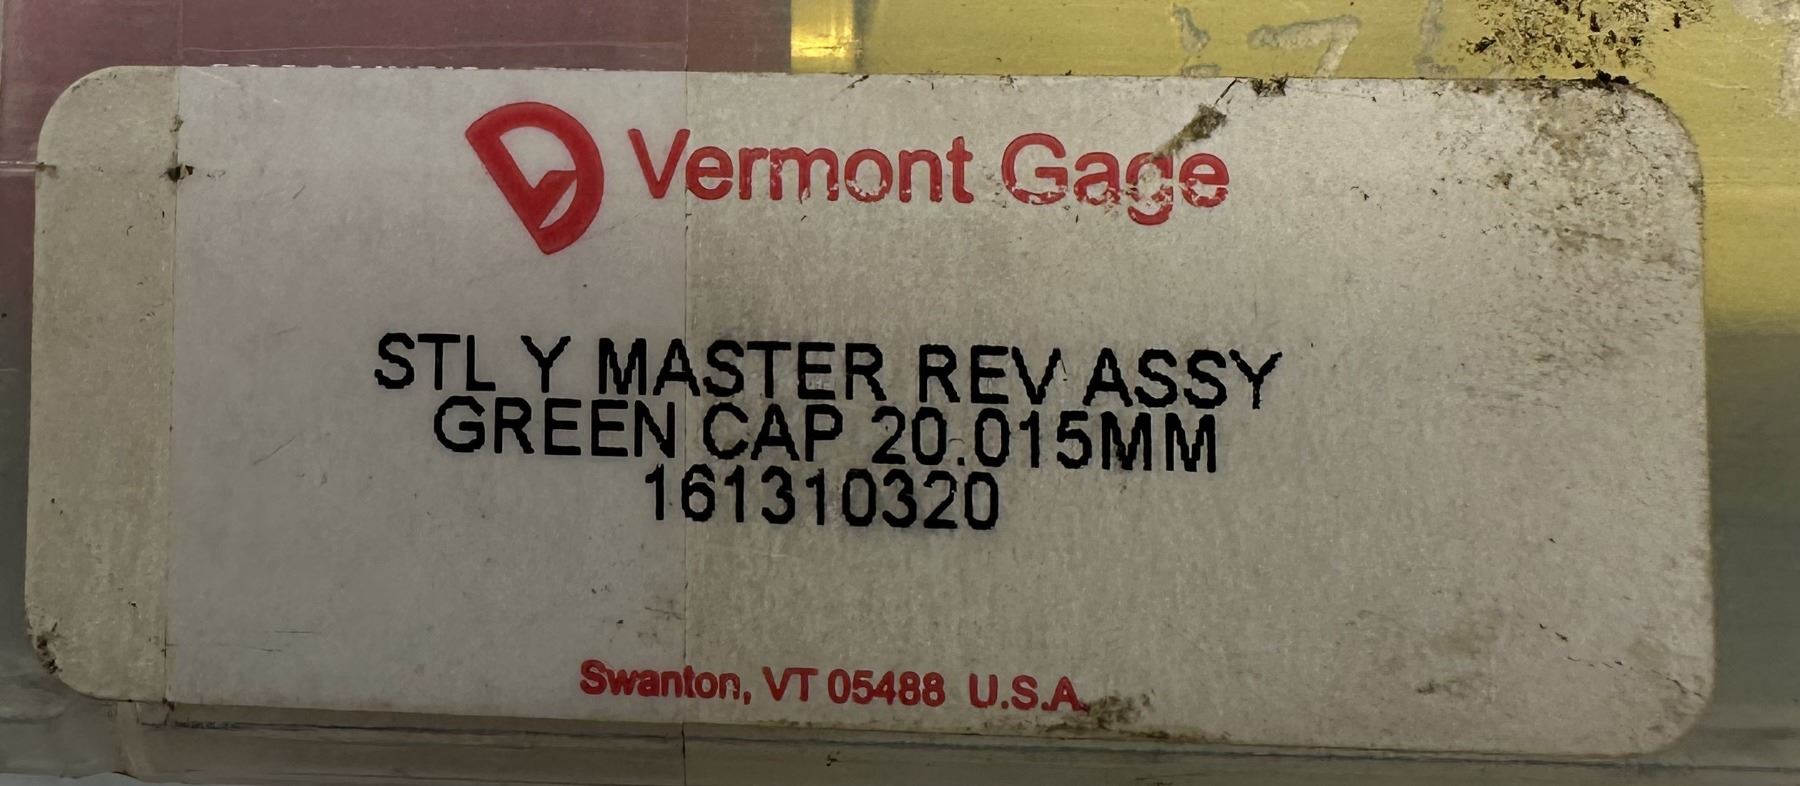 Vermont Gage
STL Y MASTER REV ASSY
GREEN CAP 20.015MM
161310320
Swanton, VT 05488 U.S.A.